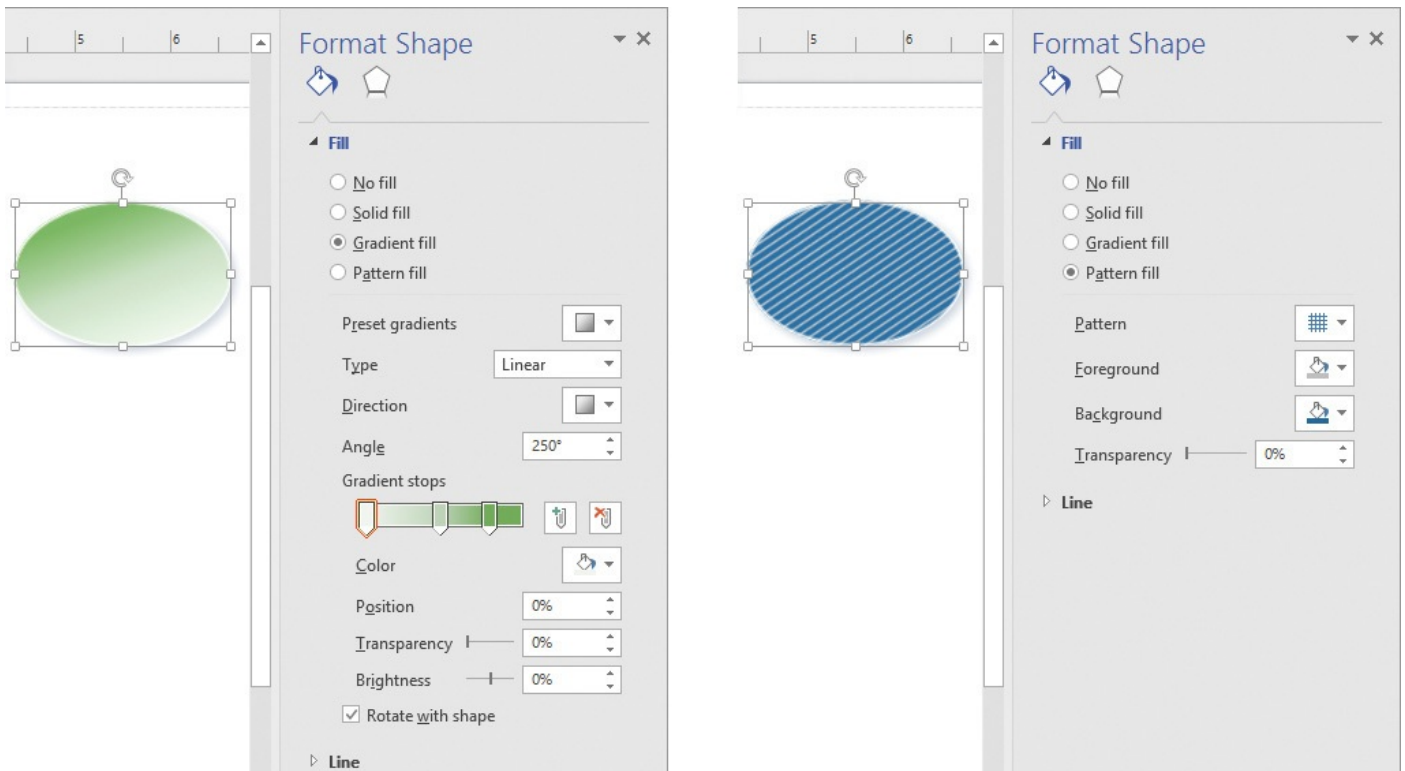 5 6
Format Shape
Fill
No fill
Solid fill
Gradient fill
Pattern fill
Preset gradients
Type Linear
Direction
Angle 250°
Gradient stops
Color
Position 0%
Transparency 0%
Brightness 0%
Rotate with shape
Line
5 6
Format Shape
Fill
No fill
Solid fill
Gradient fill
Pattern fill
Pattern
Foreground
Background
Transparency 0%
Line